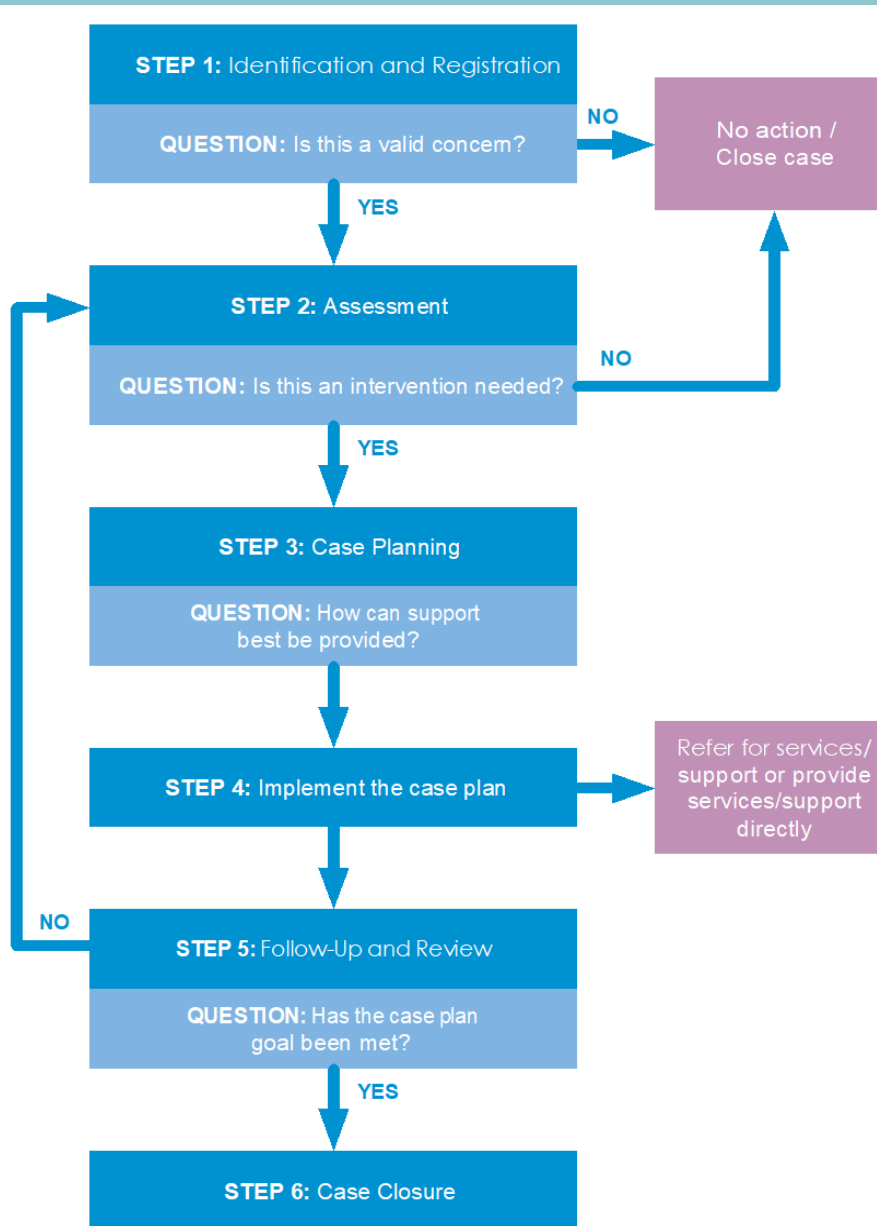 STEP 1: Identification and Registration
QUESTION: Is this a valid concern?
NO
No action /
Close case
YES
STEP 2: Assessment
QUESTION: Is this an intervention needed?
NO
YES
STEP 3: Case Planning
QUESTION: How can support
best be provided?
STEP 4: Implement the case plan
Refer for services/
support or provide
services/support
directly
NO
STEP 5: Follow-Up and Review
QUESTION: Has the case plan
goal been met?
YES
STEP 6: Case Closure